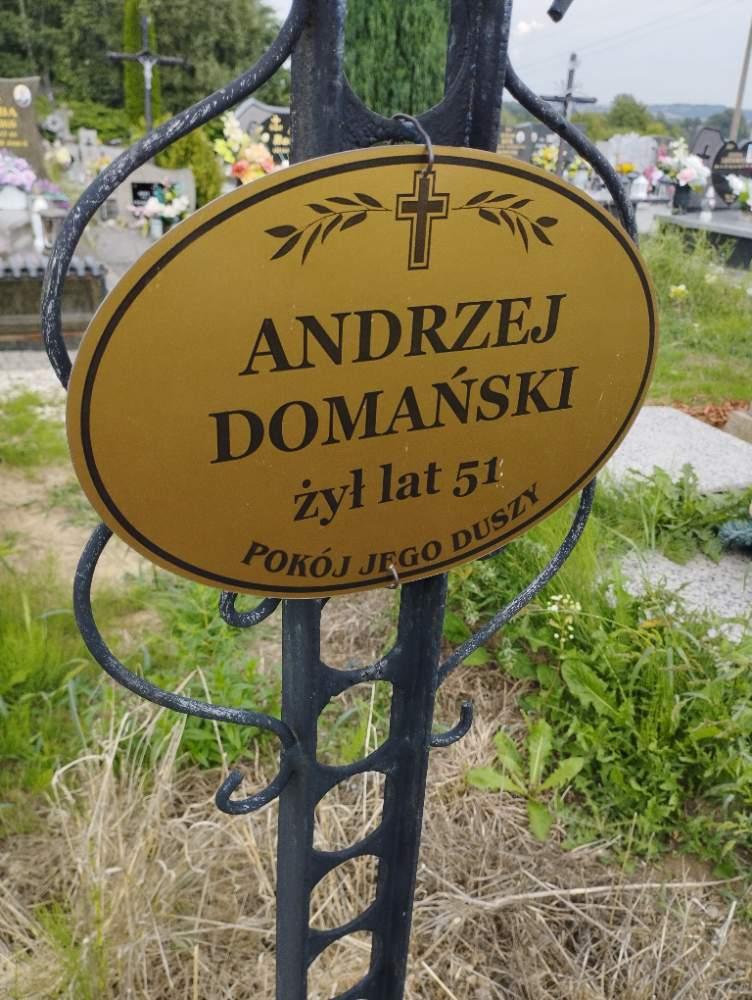 ANDRZEJ
DOMAŃSKI
żył lat 51
POKÓJ JEGO DUSZY